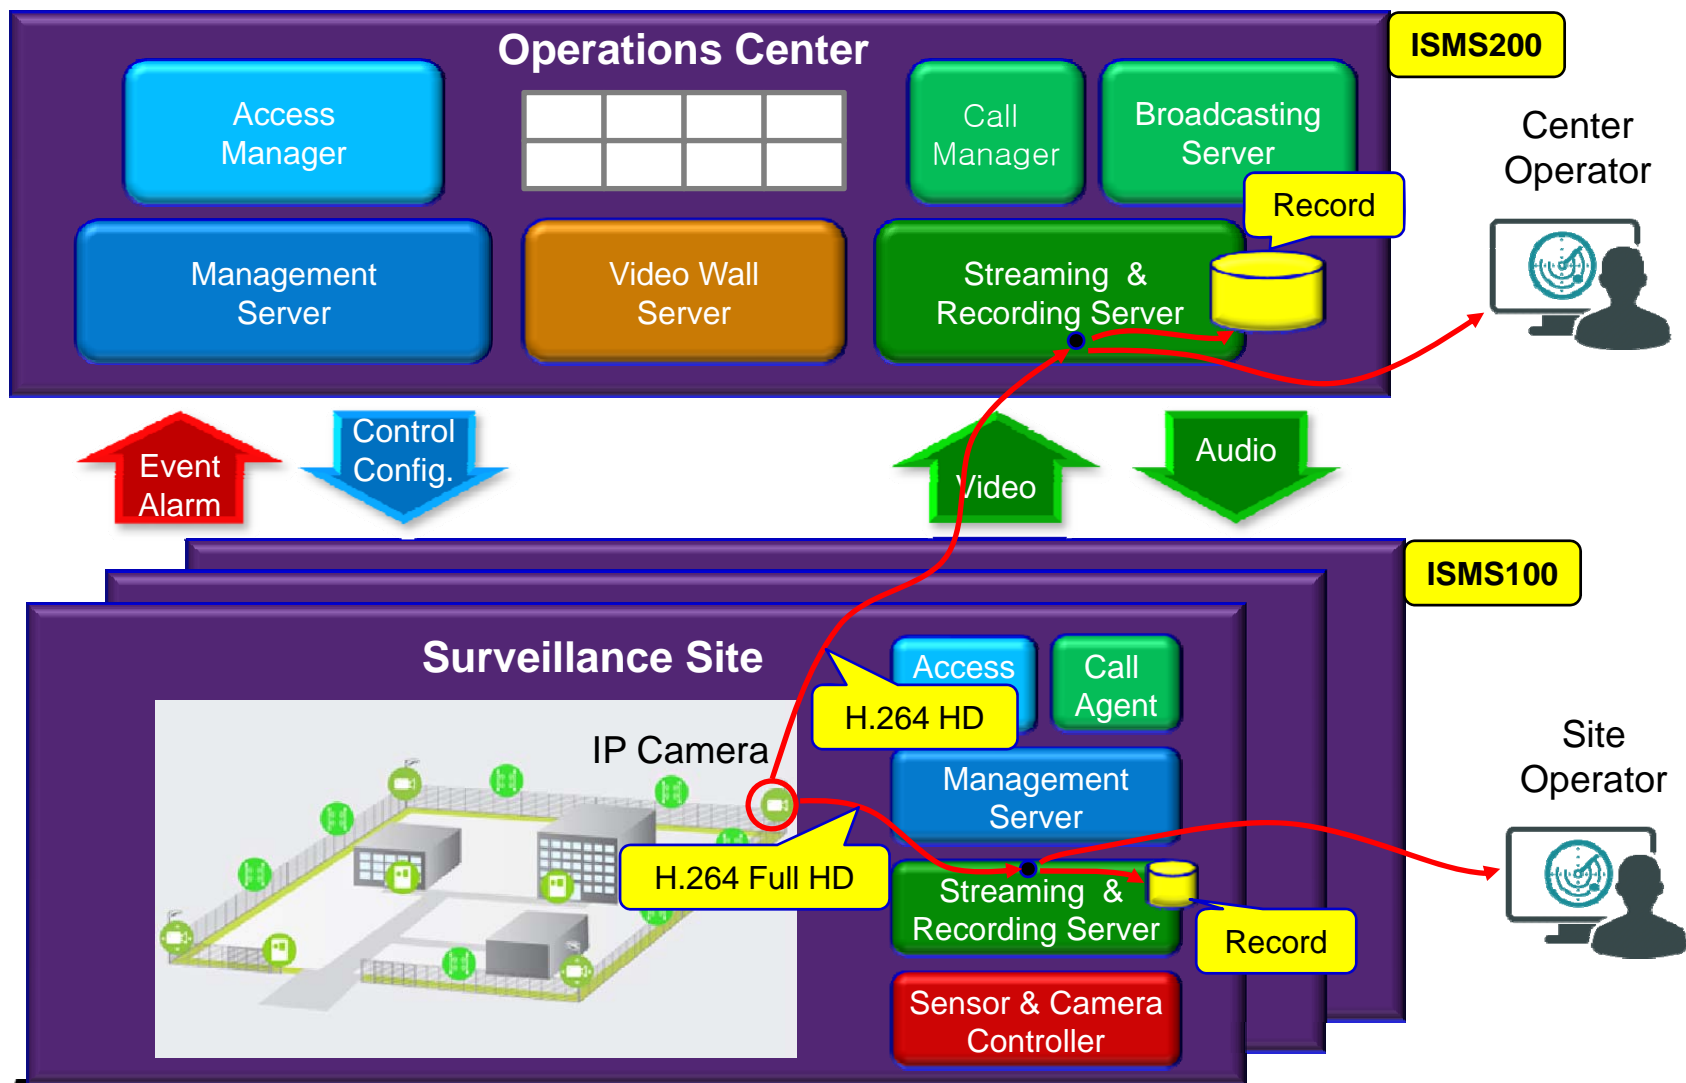 Operations Center
ISMS200
Access
Manager
Call
Manager
Broadcasting
Server
Center
Operator
Record
Management
Server
Video Wall
Server
Streaming &
Recording Server
Event
Alarm
Control
Config.
Video
Audio
ISMS100
Surveillance Site
Access
Call
Agent
H.264 HD
IP Camera
Management
Server
Site
Operator
H.264 Full HD
Streaming &
Recording Server
Record
Sensor & Camera
Controller